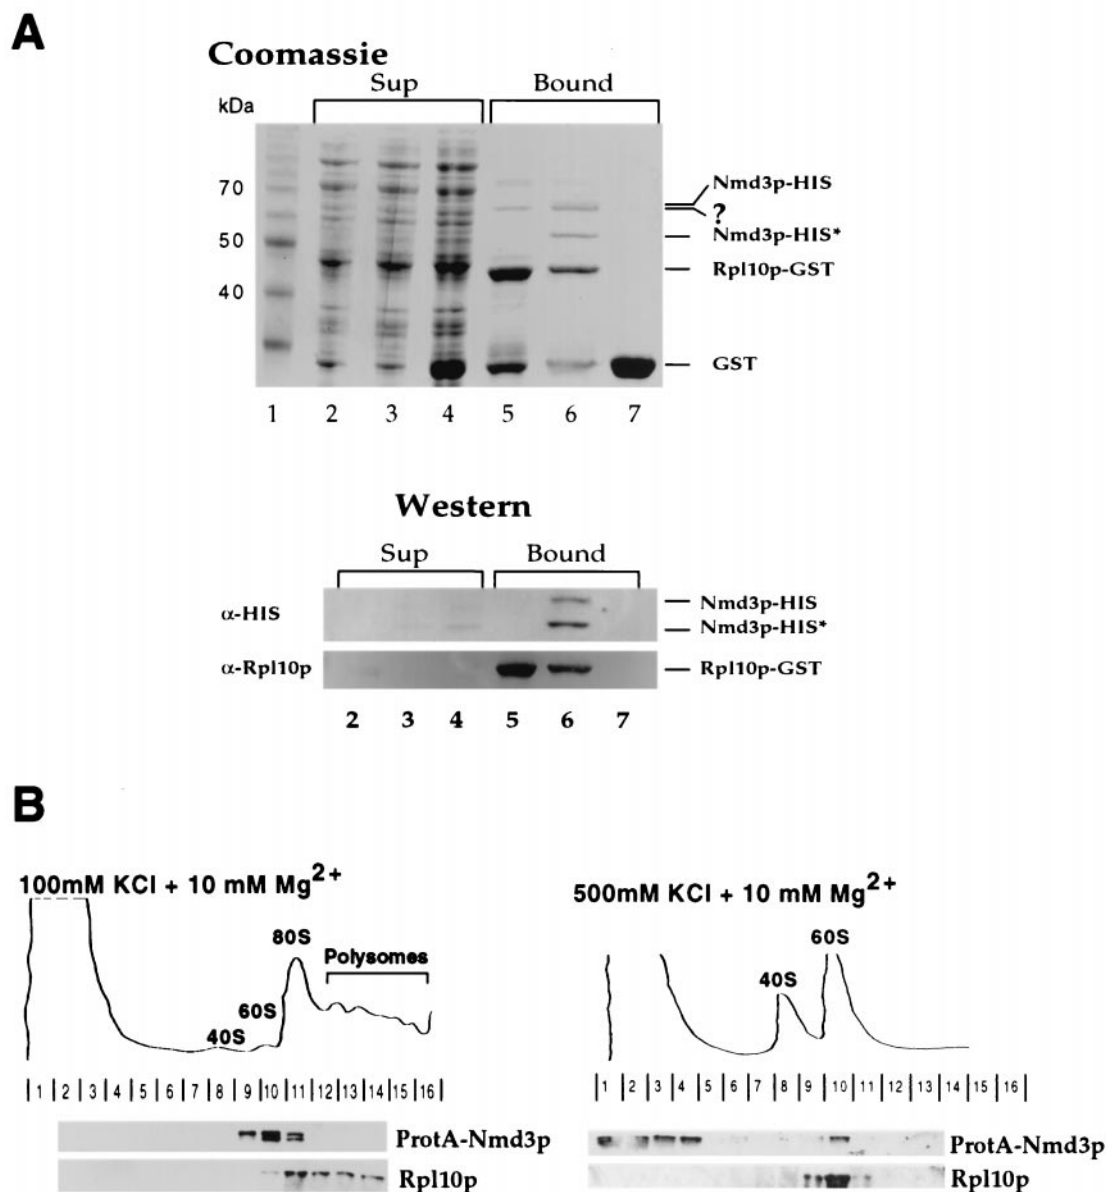 A
Coomassie
Sup Bound
kDa
70
50
40
Nmd3p-HIS
?
Nmd3p-HIS*
Rpl10p-GST
GST
1 2 3 4 5 6 7
Western
Sup Bound
α-HIS
Nmd3p-HIS
Nmd3p-HIS*
α-Rpl10p
Rpl10p-GST
2 3 4 5 6 7
B
100mM KCl + 10 mM Mg2+
80S
Polysomes
60S
40S
1 2 3 4 5 6 7 8 9 10 11 12 13 14 15 16
ProtA-Nmd3p
Rpl10p
500mM KCl + 10 mM Mg2+
60S
40S
1 2 3 4 5 6 7 8 9 10 11 12 13 14 15 16
ProtA-Nmd3p
Rpl10p